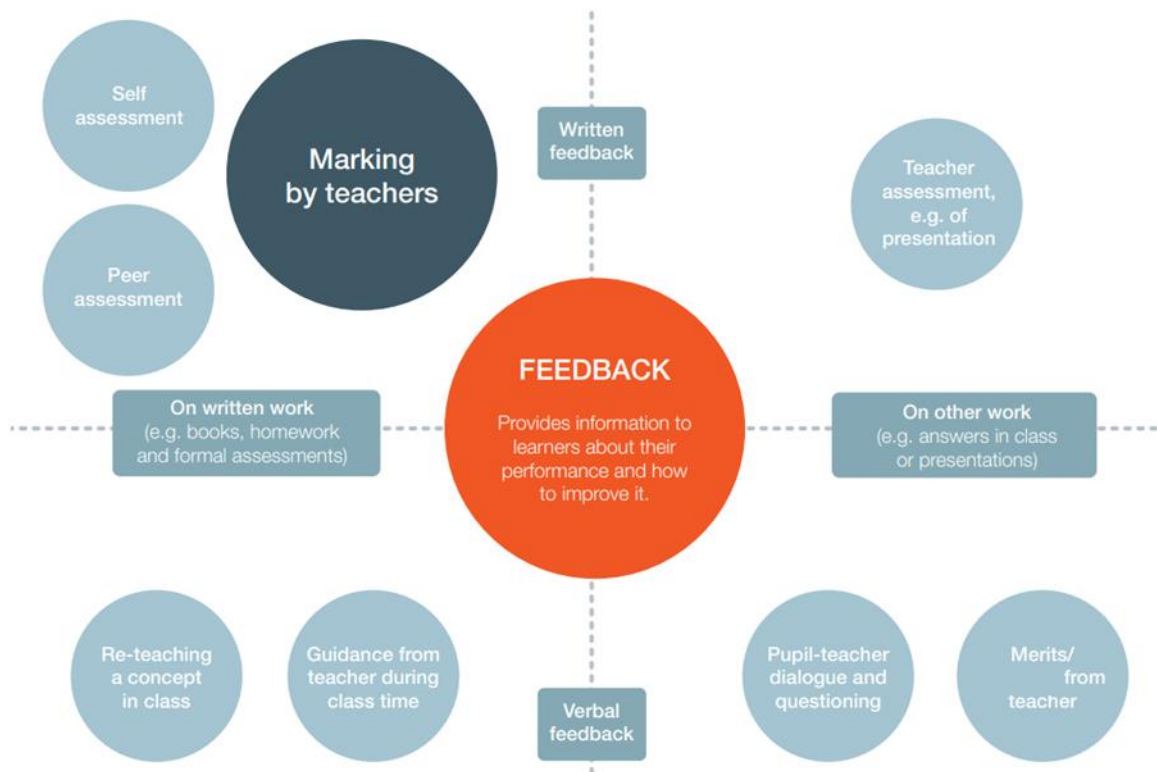 Self
assessment
Marking
by teachers
Written
feedback
Teacher
assessment,
e.g. of
presentation
Peer
assessment
FEEDBACK
Provides information to
learners about their
performance and how
to improve it.
On written work
(e.g. books, homework
and formal assessments)
On other work
(e.g. answers in class
or presentations)
Re-teaching
a concept
in class
Guidance from
teacher during
class time
Verbal
feedback
Pupil-teacher
dialogue and
questioning
Merits/
from
teacher